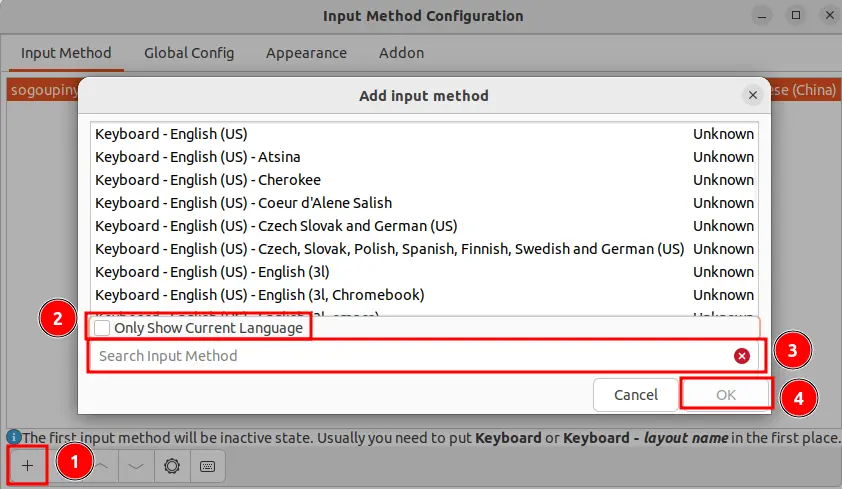 Input Method Configuration
Input Method Global Config Appearance Addon
sogoupiny ese (China)
Add input method
Keyboard - English (US) Unknown
Keyboard - English (US) - Atsina Unknown
Keyboard - English (US) - Cherokee Unknown
Keyboard - English (US) - Coeur d'Alene Salish Unknown
Keyboard - English (US) - Czech Slovak and German (US) Unknown
Keyboard - English (US) - Czech, Slovak, Polish, Spanish, Finnish, Swedish and German (US) Unknown
Keyboard - English (US) - English (3l) Unknown
Keyboard - English (US) - English (3l, Chromebook) Unknown
2 Only Show Current Language
Search Input Method 3
Cancel OK 4
The first input method will be inactive state. Usually you need to put Keyboard or Keyboard - layout name in the first place.
1